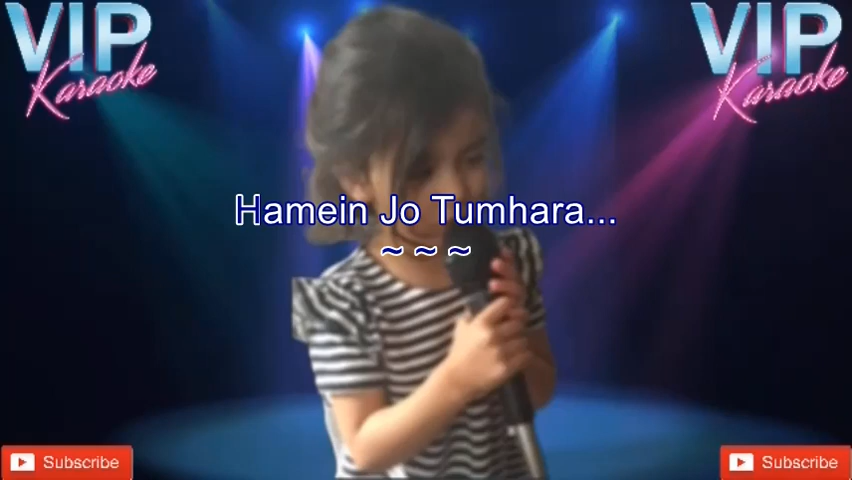 VIP
Karaoke
VIP
Karaoke
Hamein Jo Tumhara...
~ ~ ~
Subscribe
Subscribe